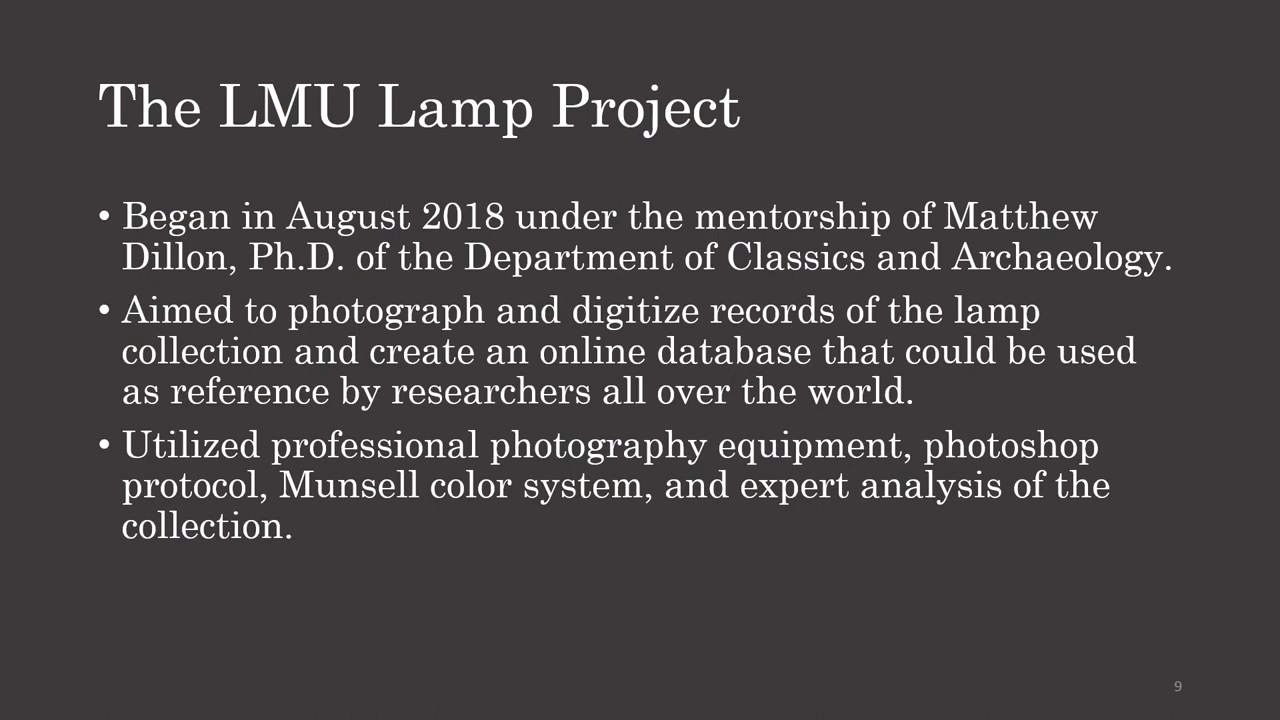 The LMU Lamp Project
• Began in August 2018 under the mentorship of Matthew
Dillon, Ph.D. of the Department of Classics and Archaeology.
• Aimed to photograph and digitize records of the lamp
collection and create an online database that could be used
as reference by researchers all over the world.
• Utilized professional photography equipment, photoshop
protocol, Munsell color system, and expert analysis of the
collection.
9